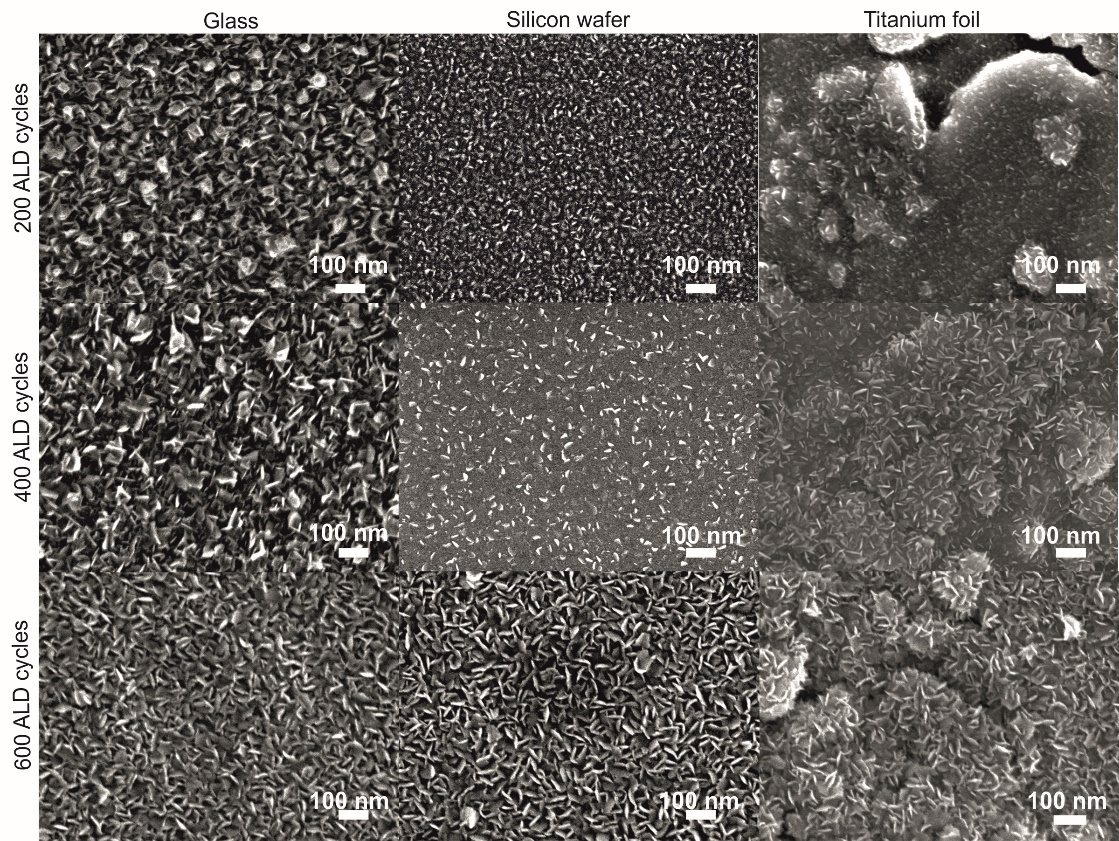 Glass Silicon wafer Titanium foil
200 ALD cycles
100 nm 100 nm 100 nm
400 ALD cycles
100 nm 100 nm 100 nm
600 ALD cycles
100 nm 100 nm 100 nm